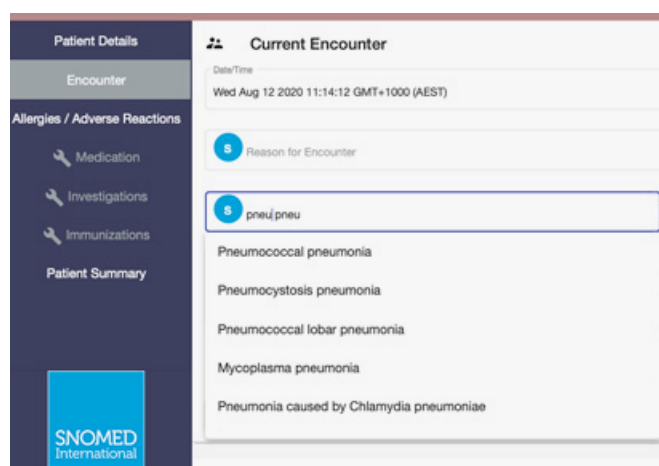 Patient Details
Encounter
Allergies / Adverse Reactions
Medication
Investigations
Immunizations
Patient Summary
SNOMED
International
Current Encounter
Date/Time
Wed Aug 12 2020 11:14:12 GMT+1000 (AEST)
S Reason for Encounter
S pneu pneu
Pneumococcal pneumonia
Pneumocystosis pneumonia
Pneumococcal lobar pneumonia
Mycoplasma pneumonia
Pneumonia caused by Chlamydia pneumoniae